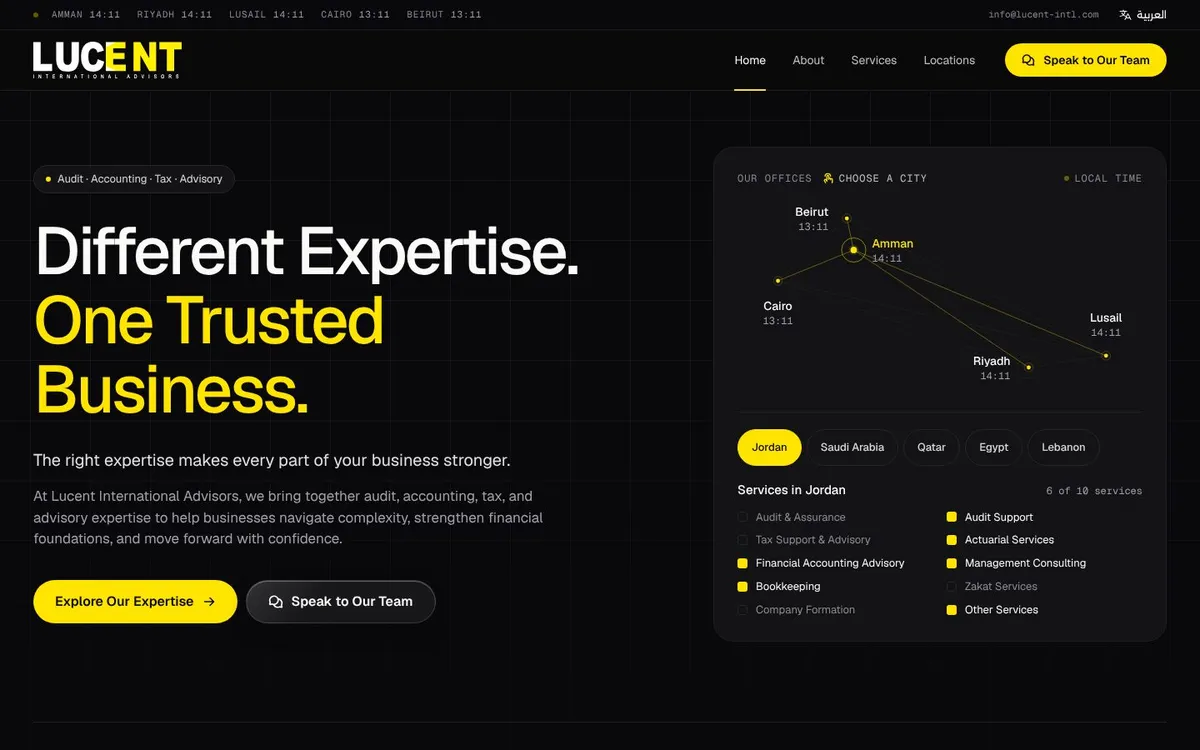 AMMAN 14:11 RIYADH 14:11 LUSAIL 14:11 CAIRO 13:11 BEIRUT 13:11
info@lucent-intl.com العربية
LUCENT
INTERNATIONAL ADVISORS
Home About Services Locations Speak to Our Team
Audit · Accounting · Tax · Advisory
Different Expertise.
One Trusted
Business.
The right expertise makes every part of your business stronger.
At Lucent International Advisors, we bring together audit, accounting, tax, and
advisory expertise to help businesses navigate complexity, strengthen financial
foundations, and move forward with confidence.
Explore Our Expertise → Speak to Our Team
OUR OFFICES CHOOSE A CITY LOCAL TIME
Beirut
13:11
Amman
14:11
Cairo
13:11
Lusail
14:11
Riyadh
14:11
Jordan Saudi Arabia Qatar Egypt Lebanon
Services in Jordan 6 of 10 services
Audit & Assurance Audit Support
Tax Support & Advisory Actuarial Services
Financial Accounting Advisory Management Consulting
Bookkeeping Zakat Services
Company Formation Other Services